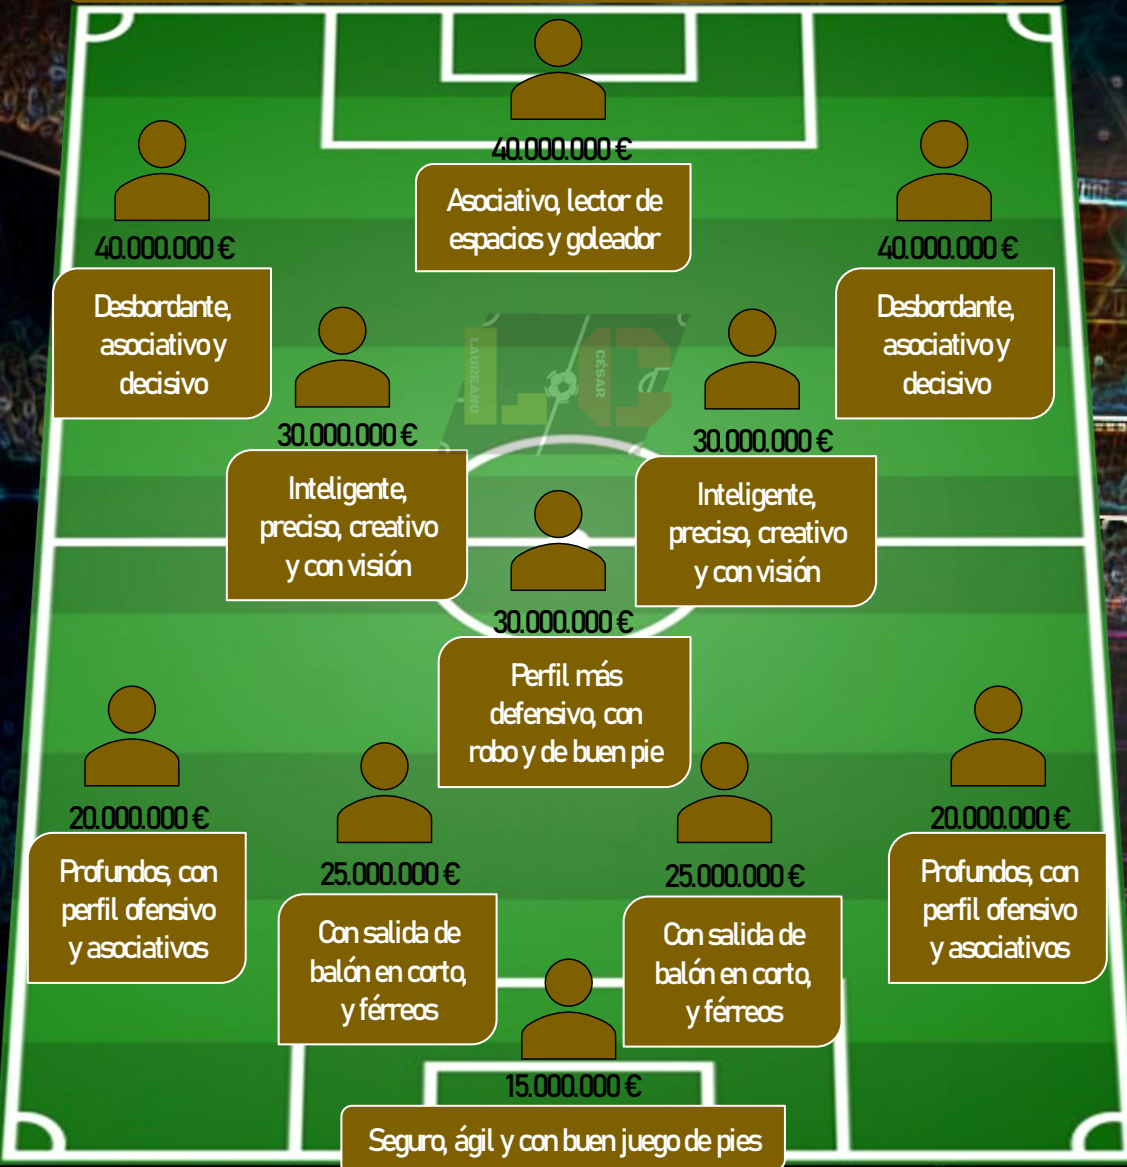 40.000.000 €
Asociativo, lector de
espacios y goleador
40.000.000 €
Desbordante,
asociativo y
decisivo
40.000.000 €
Desbordante,
asociativo y
decisivo
LAUREANO
LC
CÉSAR
30.000.000 €
Inteligente,
preciso, creativo
y con visión
30.000.000 €
Inteligente,
preciso, creativo
y con visión
30.000.000 €
Perfil más
defensivo, con
robo y de buen pie
20.000.000 €
Profundos, con
perfil ofensivo
y asociativos
25.000.000 €
Con salida de
balón en corto,
y férreos
25.000.000 €
Con salida de
balón en corto,
y férreos
20.000.000 €
Profundos, con
perfil ofensivo
y asociativos
15.000.000 €
Seguro, ágil y con buen juego de pies